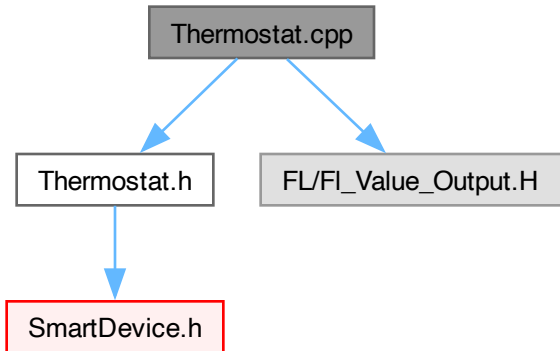 Thermostat.cpp
Thermostat.h
FL/Fl_Value_Output.H
SmartDevice.h